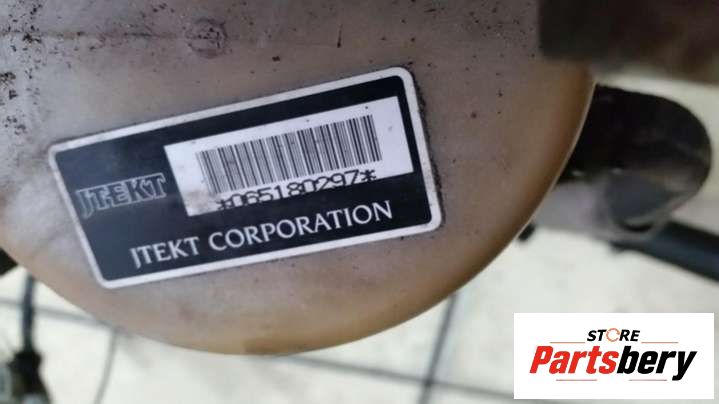 JTEKT
*065180297*
JTEKT CORPORATION
STORE
Partsbery